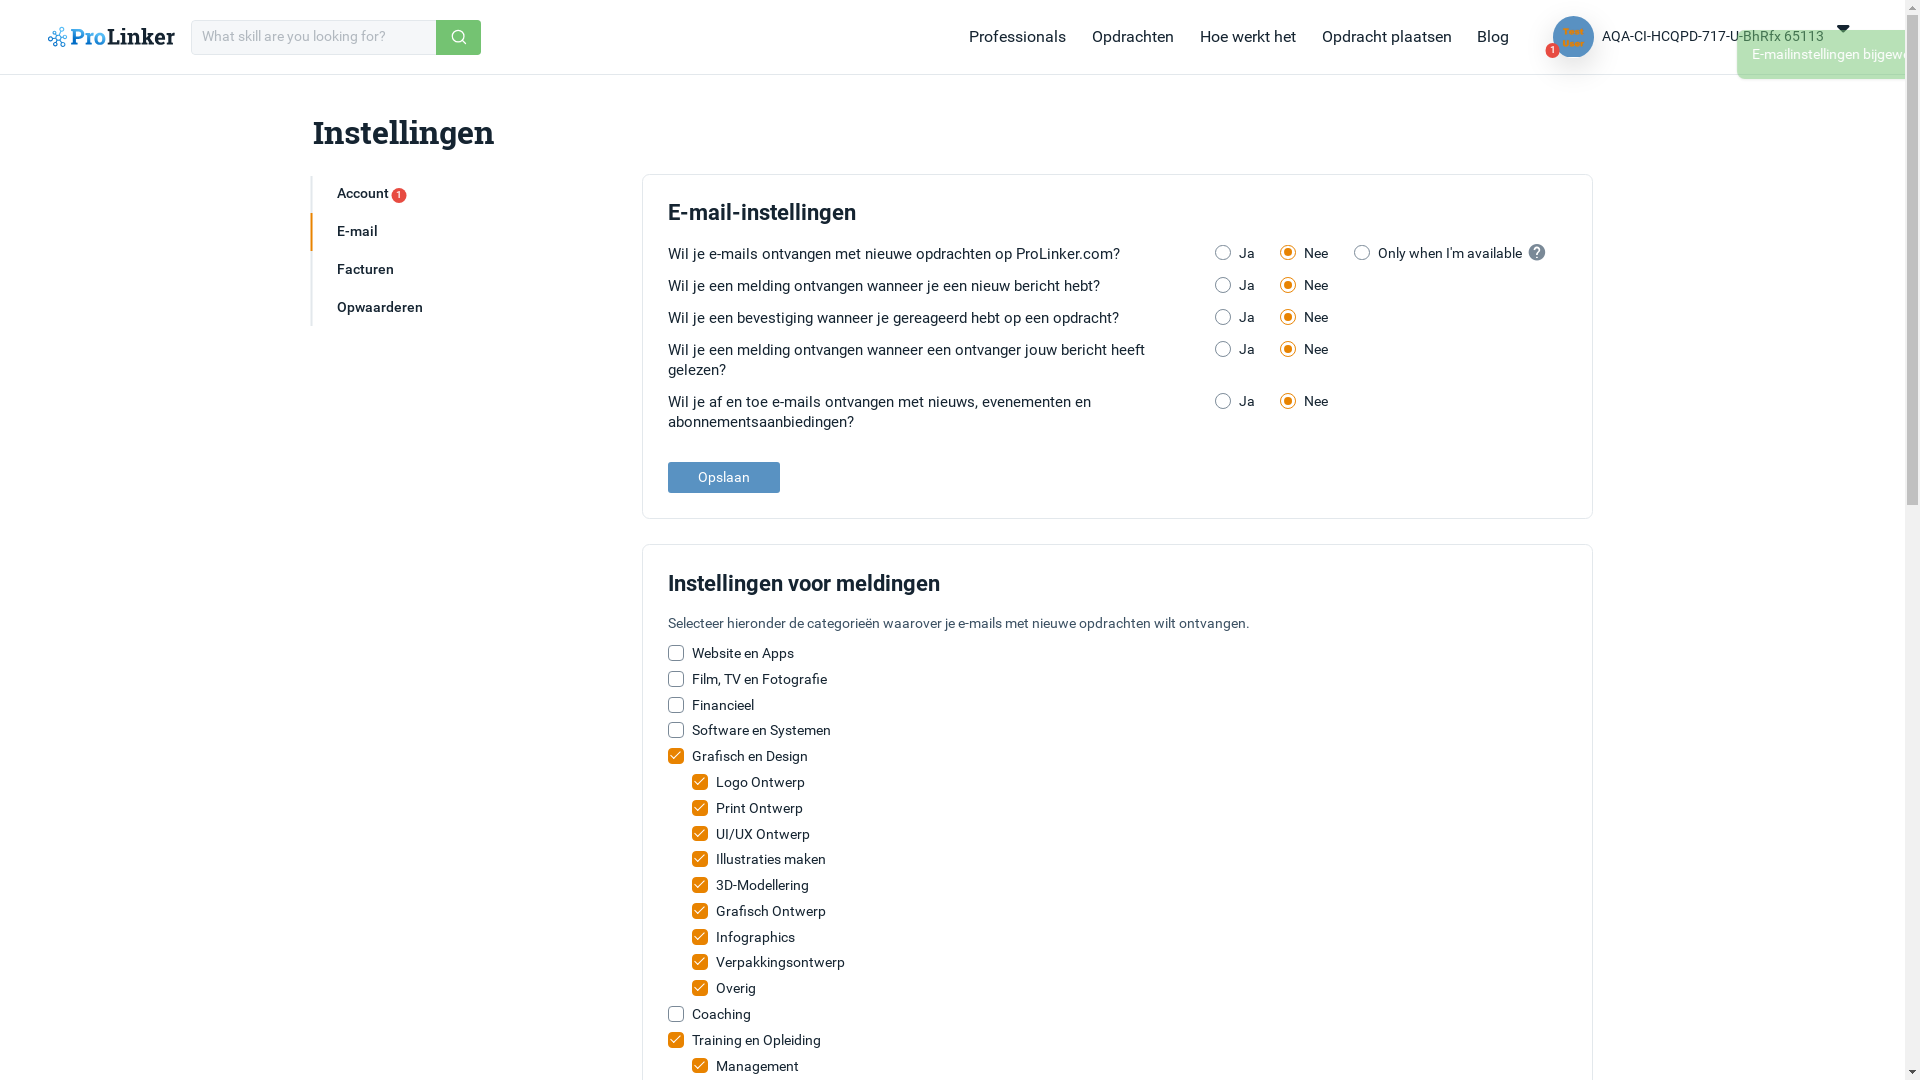 ProLinker
What skill are you looking for?
Professionals
Opdrachten
Hoe werkt het
Opdracht plaatsen
Blog
1
AQA-CI-HCQPD-717-U-BhRfx 65113
E-mailinstellingen
Instellingen
Account 1
E-mail
Facturen
Opwaarderen
E-mail-instellingen
Wil je e-mails ontvangen met nieuwe opdrachten op ProLinker.com? Ja Nee Only when I'm available ?
Wil je een melding ontvangen wanneer je een nieuw bericht hebt? Ja Nee
Wil je een bevestiging wanneer je gereageerd hebt op een opdracht? Ja Nee
Wil je een melding ontvangen wanneer een ontvanger jouw bericht heeft Ja Nee
gelezen?
Wil je af en toe e-mails ontvangen met nieuws, evenementen en Ja Nee
abonnementsaanbiedingen?
Opslaan
Instellingen voor meldingen
Selecteer hieronder de categorieën waarover je e-mails met nieuwe opdrachten wilt ontvangen.
Website en Apps
Film, TV en Fotografie
Financieel
Software en Systemen
Grafisch en Design
Logo Ontwerp
Print Ontwerp
UI/UX Ontwerp
Illustraties maken
3D-Modellering
Grafisch Ontwerp
Infographics
Verpakkingsontwerp
Overig
Coaching
Training en Opleiding
Management